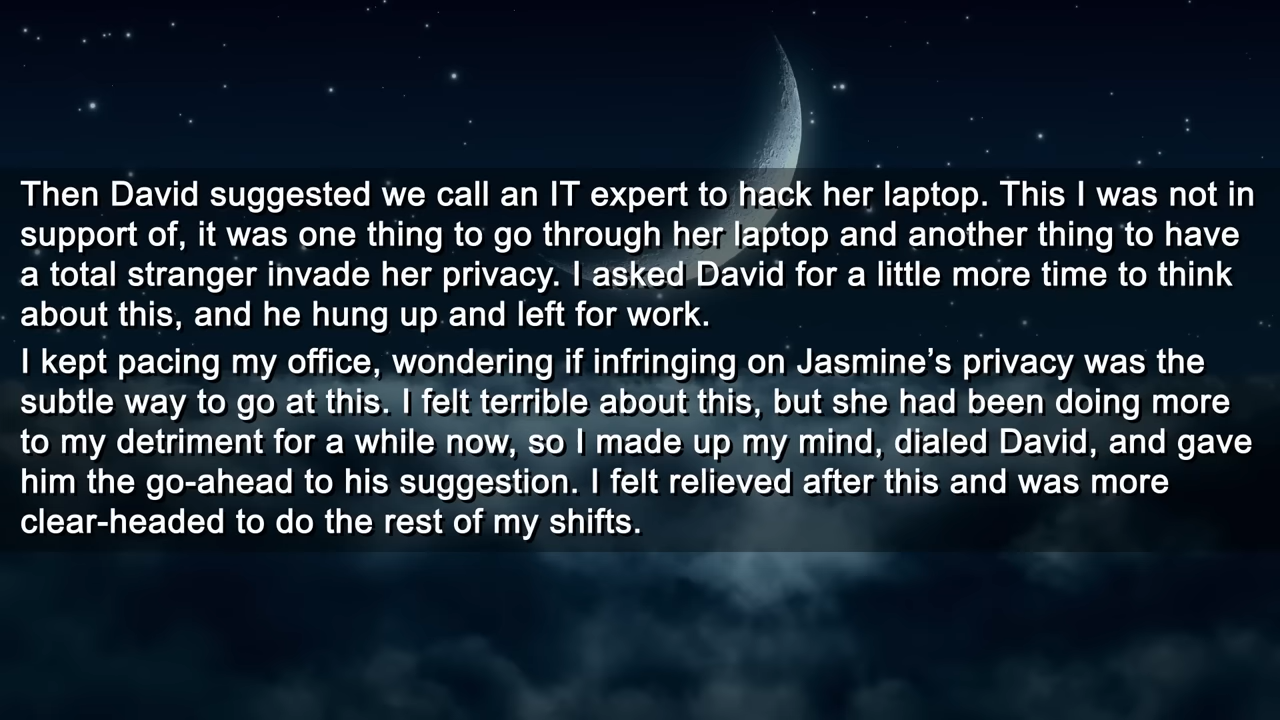 Then David suggested we call an IT expert to hack her laptop. This I was not in
support of, it was one thing to go through her laptop and another thing to have
a total stranger invade her privacy. I asked David for a little more time to think
about this, and he hung up and left for work.
I kept pacing my office, wondering if infringing on Jasmine’s privacy was the
subtle way to go at this. I felt terrible about this, but she had been doing more
to my detriment for a while now, so I made up my mind, dialed David, and gave
him the go-ahead to his suggestion. I felt relieved after this and was more
clear-headed to do the rest of my shifts.